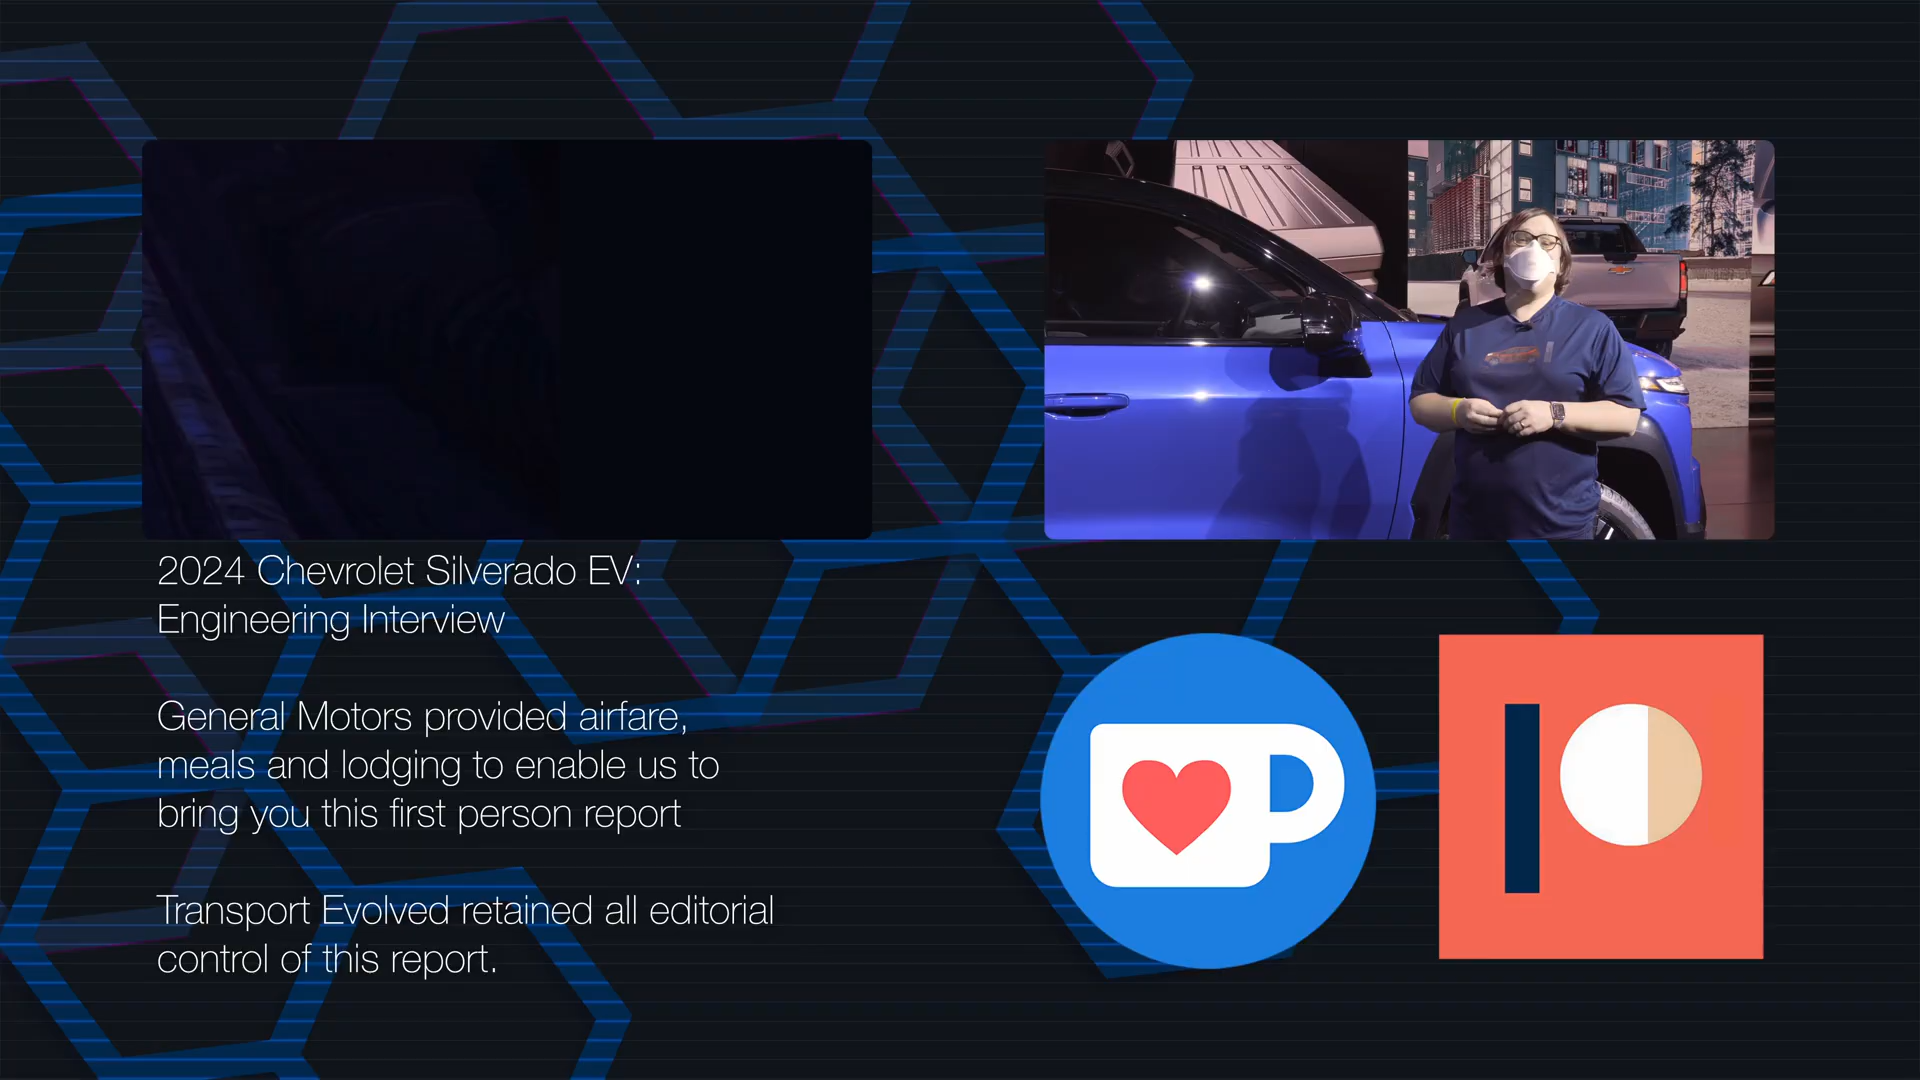 2024 Chevrolet Silverado EV:
Engineering Interview
General Motors provided airfare,
meals and lodging to enable us to
bring you this first person report
Transport Evolved retained all editorial
control of this report.